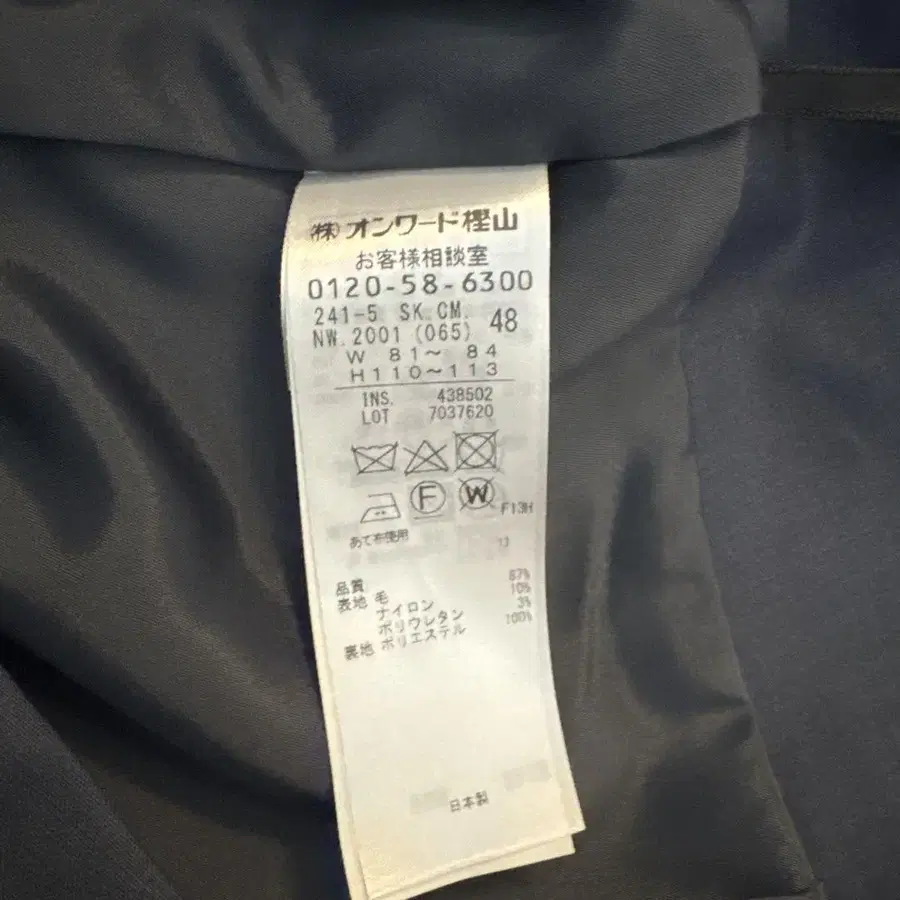 ㈱オンワード樫山
お客様相談室
0120-58-6300
241-5 SK.CM. 48
NW.2001 (065)
W 81～ 84
H110～113
INS. 438502
LOT 7037620
F W F13H
あて布使用 13
品質
表地 毛 87%
ナイロン 10%
ポリウレタン 3%
裏地 ポリエステル 100%
日本製